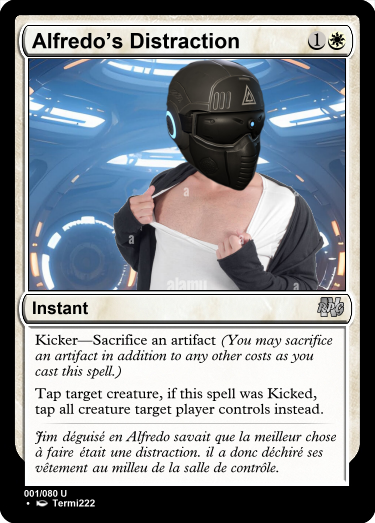 Alfredo's Distraction 1
alamy
Instant
Kicker—Sacrifice an artifact (You may sacrifice
an artifact in addition to any other costs as you
cast this spell.)
Tap target creature, if this spell was Kicked,
tap all creature target player controls instead.
Jim déguisé en Alfredo savait que la meilleur chose
à faire était une distraction. il a donc déchiré ses
vêtement au milleu de la salle de contrôle.
001/080 U
• Termi222